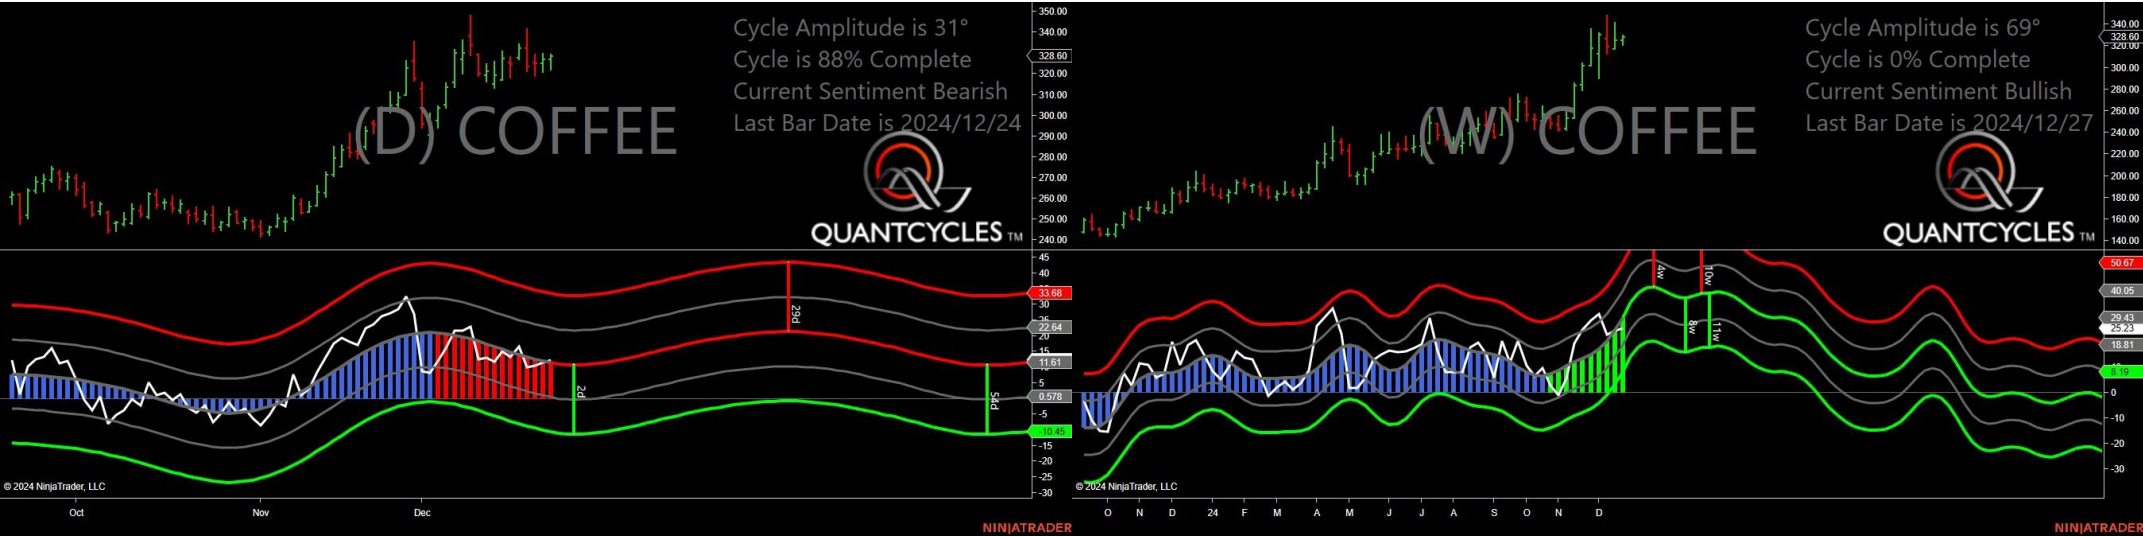 Cycle Amplitude is 31°
Cycle is 88% Complete
Current Sentiment Bearish
Last Bar Date is 2024/12/24
(D) COFFEE
QUANTCYCLES TM
350.00
340.00
328.60
320.00
310.00
300.00
290.00
280.00
270.00
260.00
250.00
240.00
45
40
33.68
30
22.64
20
15
11.61
5
0.578
-5
-10.45
-15
-20
-25
-30
29d
2d
54d
© 2024 NinjaTrader, LLC
Oct
Nov
Dec
NINJATRADER
Cycle Amplitude is 69°
Cycle is 0% Complete
Current Sentiment Bullish
Last Bar Date is 2024/12/27
(W) COFFEE
QUANTCYCLES TM
340.00
328.60
320.00
300.00
280.00
260.00
240.00
220.00
200.00
180.00
160.00
140.00
50.67
40.05
29.43
25.23
18.81
8.19
0
-10
-20
-30
4w
10w
8w
11w
© 2024 NinjaTrader, LLC
O
N
D
24
F
M
A
M
J
J
A
S
O
N
D
NINJATRADER